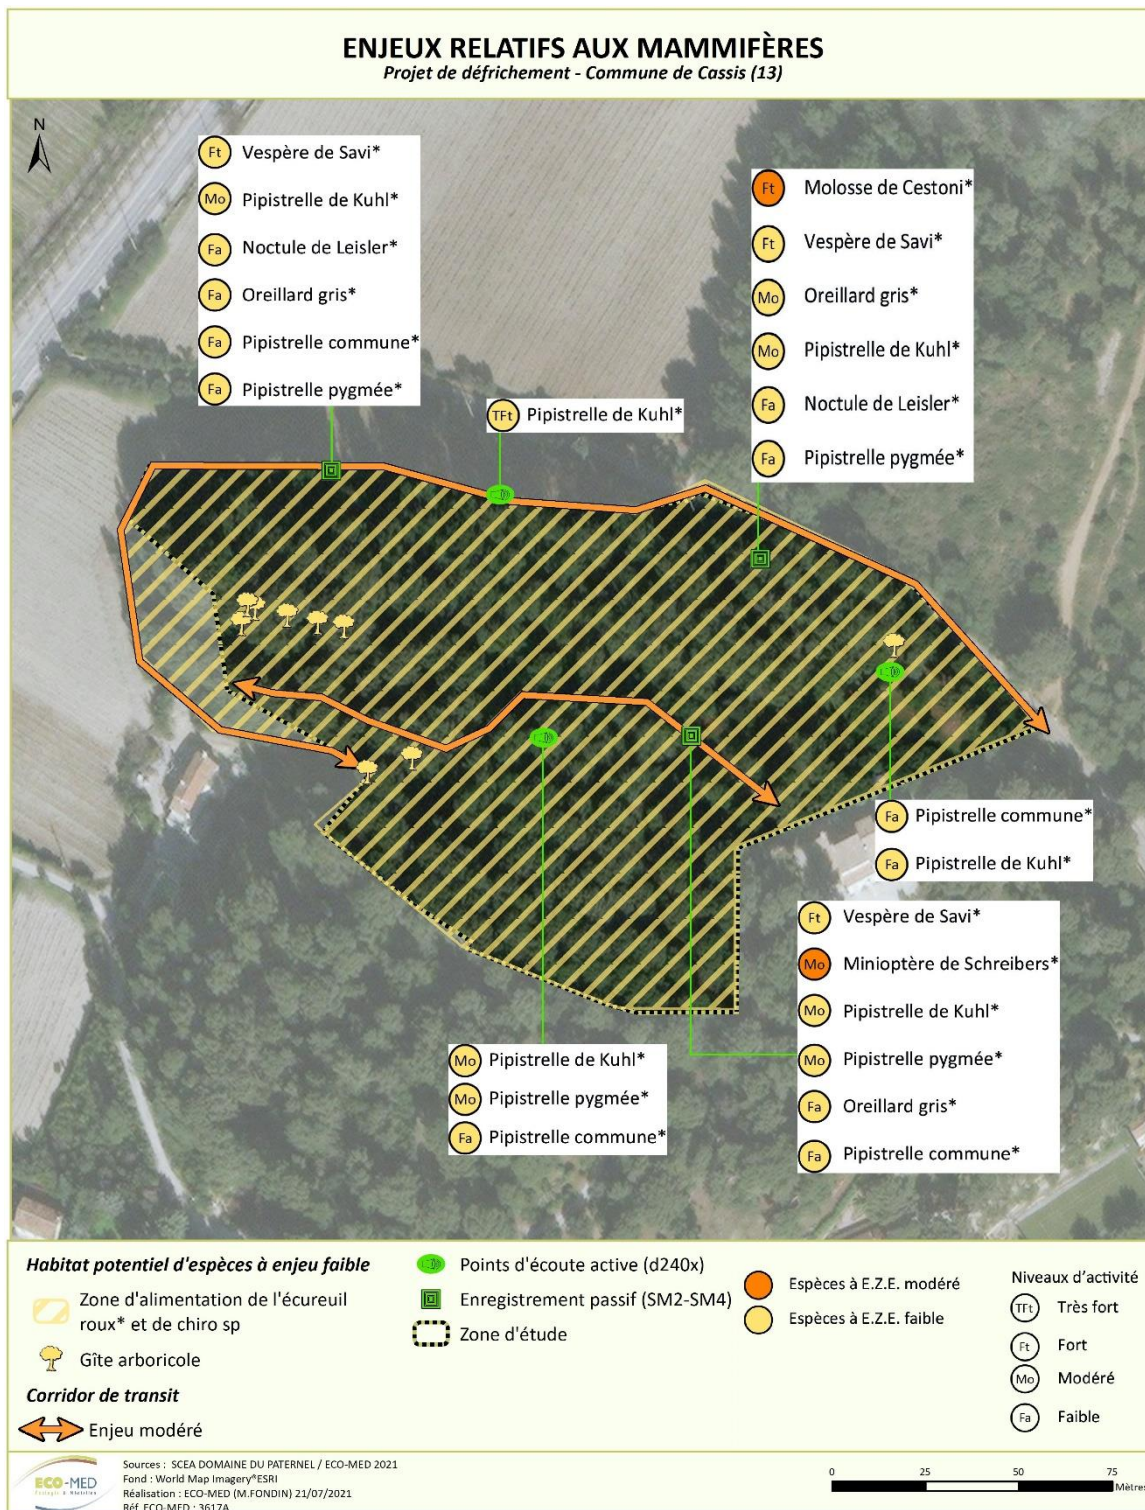 ENJEUX RELATIFS AUX MAMMIFÈRES
Projet de défrichement - Commune de Cassis (13)
N
Ft Vespère de Savi*
Mo Pipistrelle de Kuhl*
Fa Noctule de Leisler*
Fa Oreillard gris*
Fa Pipistrelle commune*
Fa Pipistrelle pygmée*
TFt Pipistrelle de Kuhl*
Ft Molosse de Cestoni*
Ft Vespère de Savi*
Mo Oreillard gris*
Mo Pipistrelle de Kuhl*
Fa Noctule de Leisler*
Fa Pipistrelle pygmée*
Fa Pipistrelle commune*
Fa Pipistrelle de Kuhl*
Ft Vespère de Savi*
Mo Minioptère de Schreibers*
Mo Pipistrelle de Kuhl*
Mo Pipistrelle pygmée*
Fa Oreillard gris*
Fa Pipistrelle commune*
Mo Pipistrelle de Kuhl*
Mo Pipistrelle pygmée*
Fa Pipistrelle commune*
Habitat potentiel d'espèces à enjeu faible
Zone d'alimentation de l'écureuil
roux* et de chiro sp
Gîte arboricole
Corridor de transit
Enjeu modéré
Points d'écoute active (d240x)
Enregistrement passif (SM2-SM4)
Zone d'étude
Espèces à E.Z.E. modéré
Espèces à E.Z.E. faible
Niveaux d'activité
TFt Très fort
Ft Fort
Mo Modéré
Fa Faible
ECO-MED
Sources : SCEA DOMAINE DU PATERNEL / ECO-MED 2021
Fond : World Map Imagery®ESRI
Réalisation : ECO-MED (M.FONDIN) 21/07/2021
Réf. ECO-MED : 3617A
0 25 50 75
Mètres